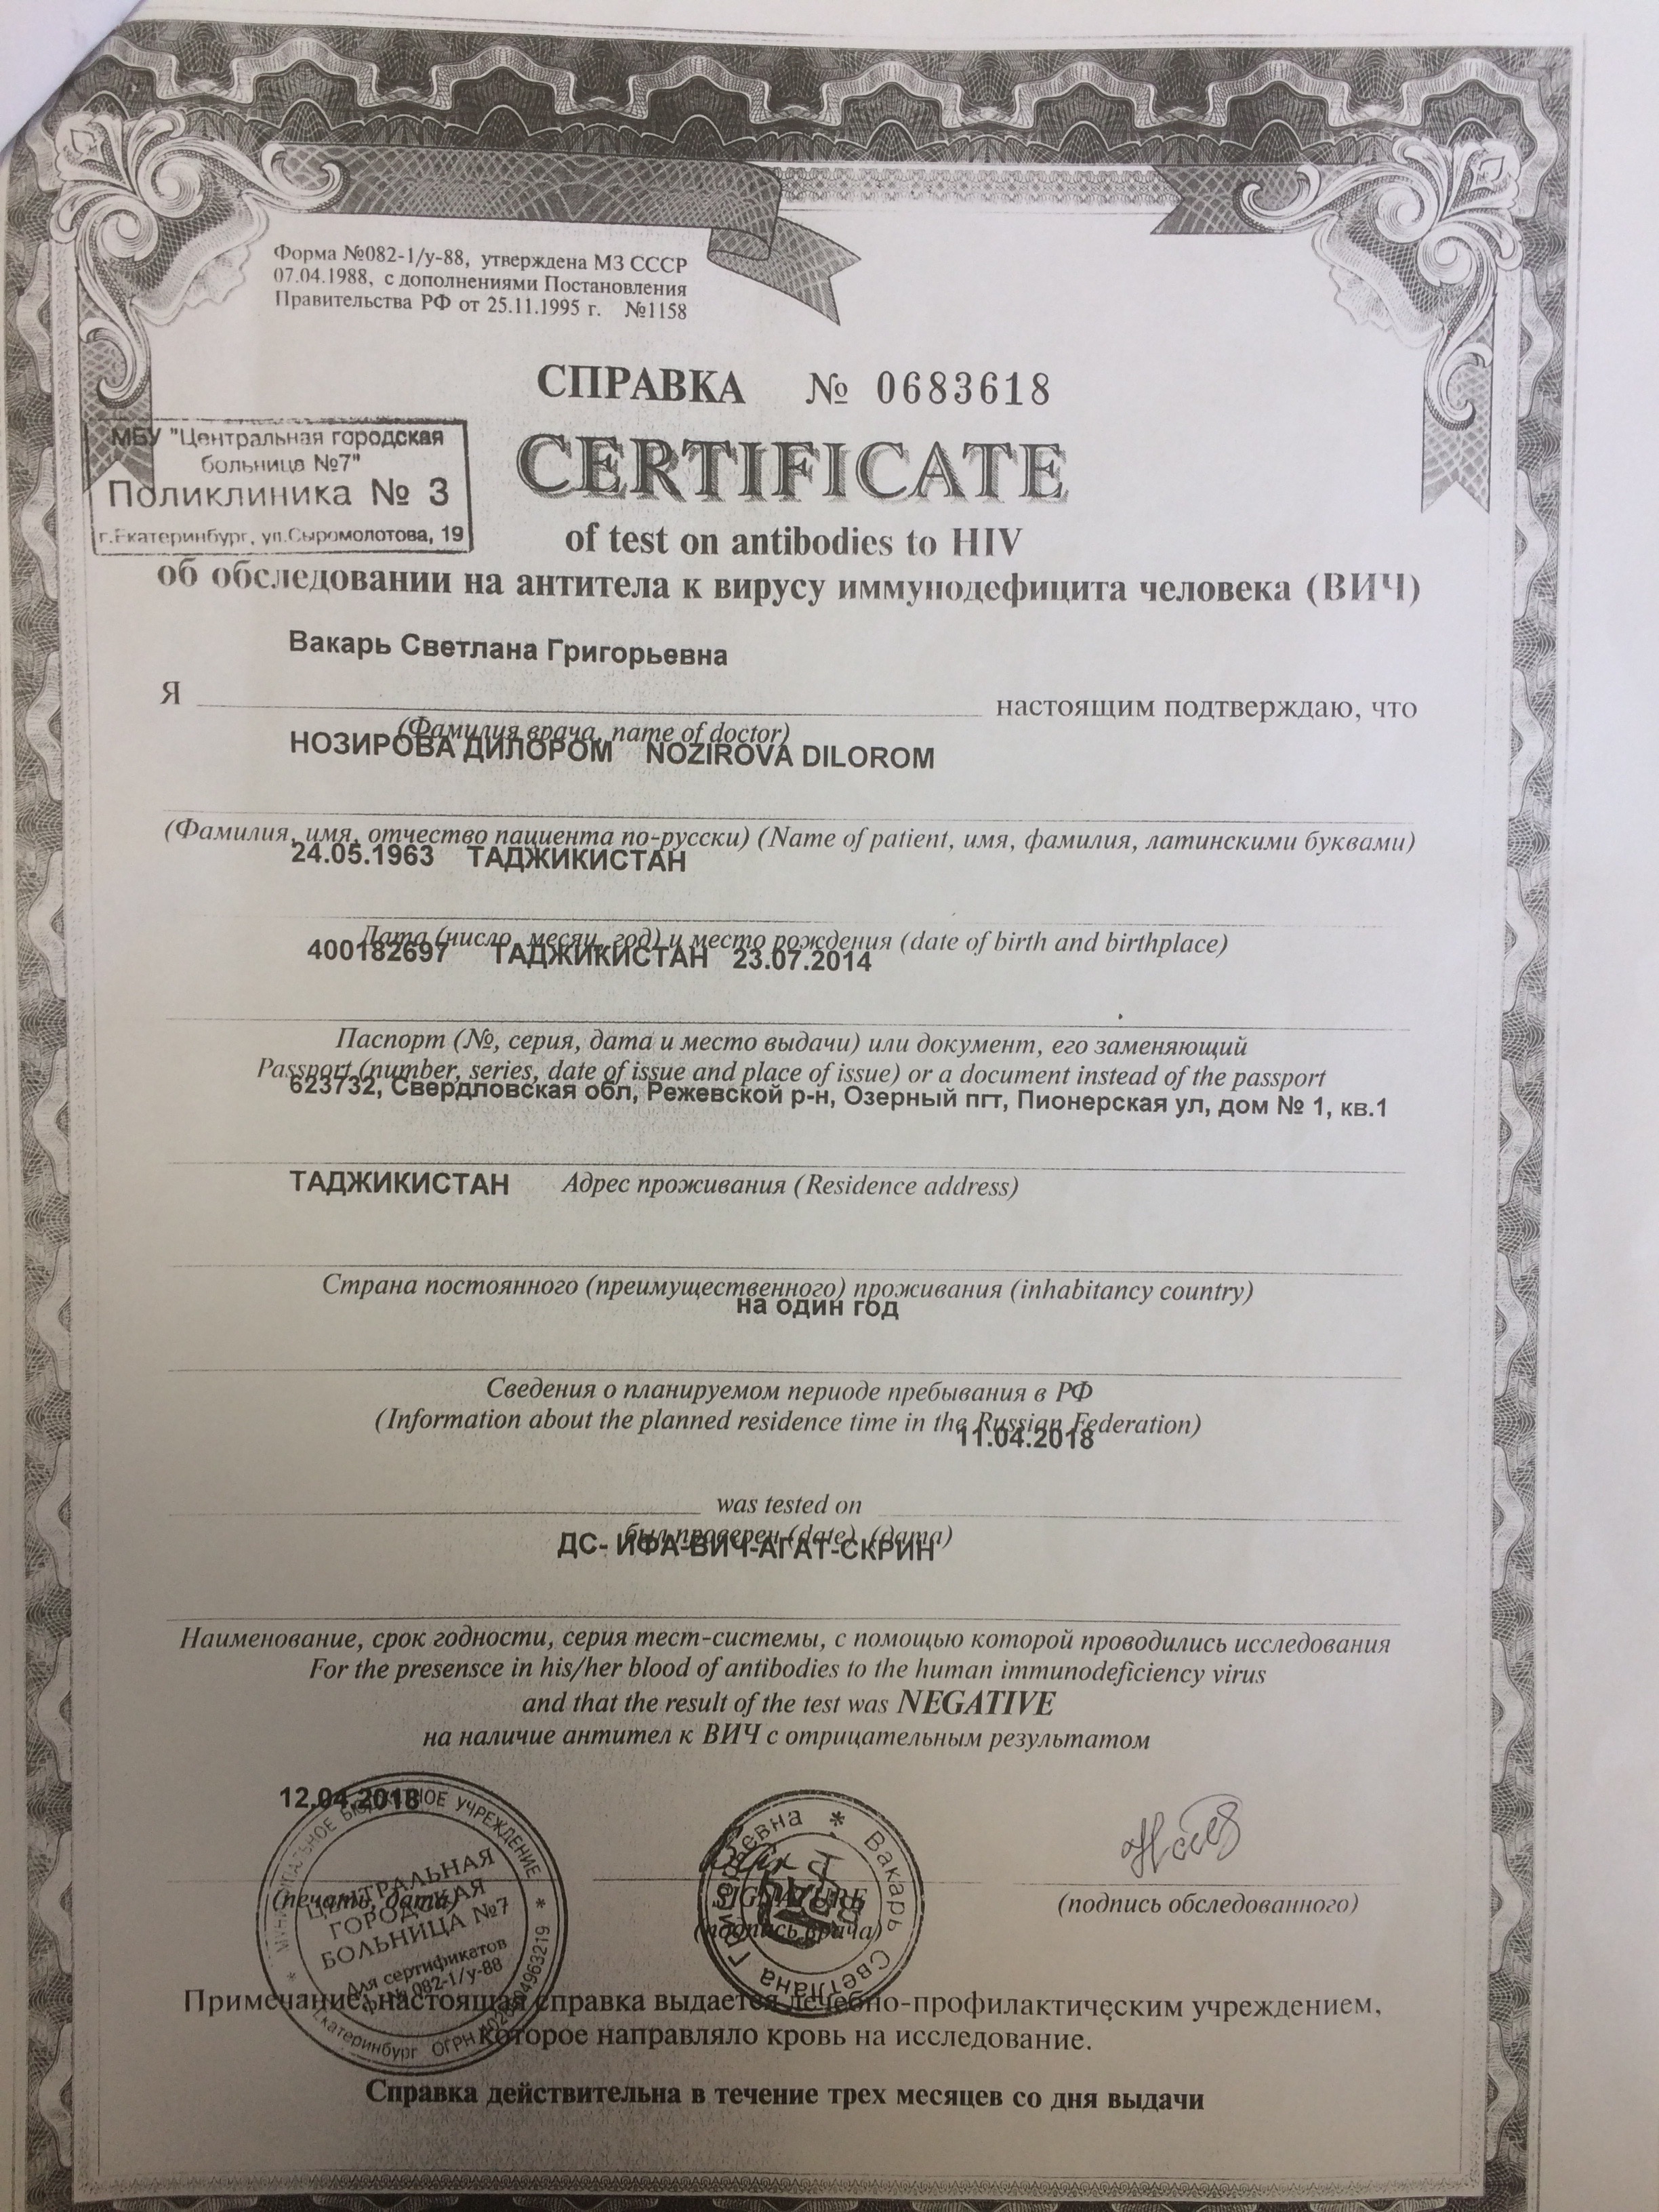 Форма №082-1/у-88, утверждена МЗ СССР
07.04.1988, с дополнениями Постановления
Правительства РФ от 25.11.1995 г. №1158
СПРАВКА № 0683618
МБУ "Центральная городская
больница №7"
Поликлиника № 3
г.Екатеринбург, ул.Сыромолотова, 19
CERTIFICATE
of test on antibodies to HIV
об обследовании на антитела к вирусу иммунодефицита человека (ВИЧ)
Вакарь Светлана Григорьевна
Я настоящим подтверждаю, что
(Фамилия врача, name of doctor)
НОЗИРОВА ДИЛОРОМ NOZIROVA DILOROM
(Фамилия, имя, отчество пациента по-русски) (Name of patient, имя, фамилия, латинскими буквами)
24.05.1963 ТАДЖИКИСТАН
Дата (число, месяц, год) и место рождения (date of birth and birthplace)
400182697 ТАДЖИКИСТАН 23.07.2014
Паспорт (№, серия, дата и место выдачи) или документ, его заменяющий
Passport (number, series, date of issue and place of issue) or a document instead of the passport
623732, Свердловская обл, Режевской р-н, Озерный пгт, Пионерская ул, дом № 1, кв.1
ТАДЖИКИСТАН Адрес проживания (Residence address)
Страна постоянного (преимущественного) проживания (inhabitancy country)
на один год
Сведения о планируемом периоде пребывания в РФ
(Information about the planned residence time in the Russian Federation)
11.04.2018
was tested on
был проверен (date) (дата)
ДС- ИФА-ВИЧ-АГАТ-СКРИН
Наименование, срок годности, серия тест-системы, с помощью которой проводились исследования
For the presensce in his/her blood of antibodies to the human immunodeficiency virus
and that the result of the test was NEGATIVE
на наличие антител к ВИЧ с отрицательным результатом
12.04.2018
(печать, дата)
МУНИЦИПАЛЬНОЕ БЮДЖЕТНОЕ УЧРЕЖДЕНИЕ *
ЦЕНТРАЛЬНАЯ
ГОРОДСКАЯ
БОЛЬНИЦА №7
Для сертификатов
ф. № 082-1/у-88
* Екатеринбург ОГРН
Вакарь Светлана Григорьевна *
SIGNATURE
(подпись врача)
(подпись обследованного)
Примечание: настоящая справка выдается лечебно-профилактическим учреждением,
которое направляло кровь на исследование.
Справка действительна в течение трех месяцев со дня выдачи